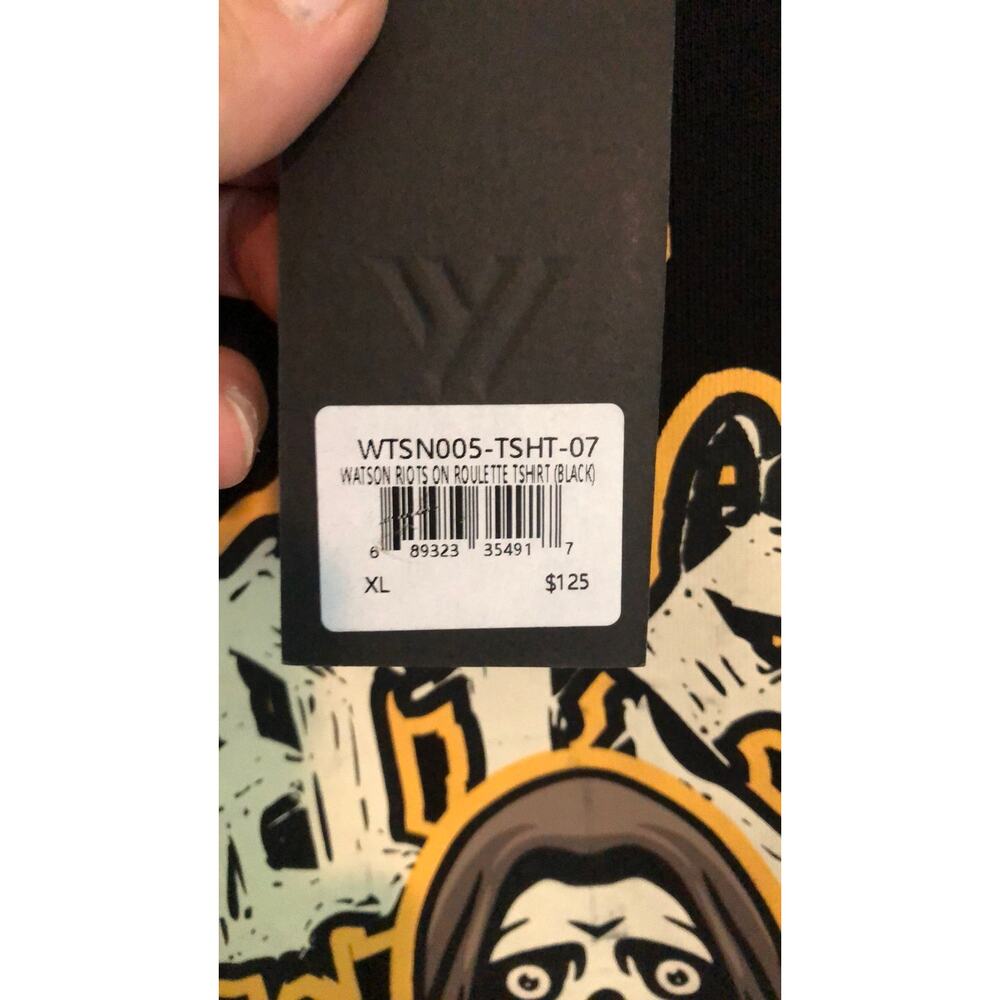 WTSN005-TSHT-07
WATSON RIOTS ON ROULETTE TSHIRT (BLACK)
6 89323 35491 7
XL $125